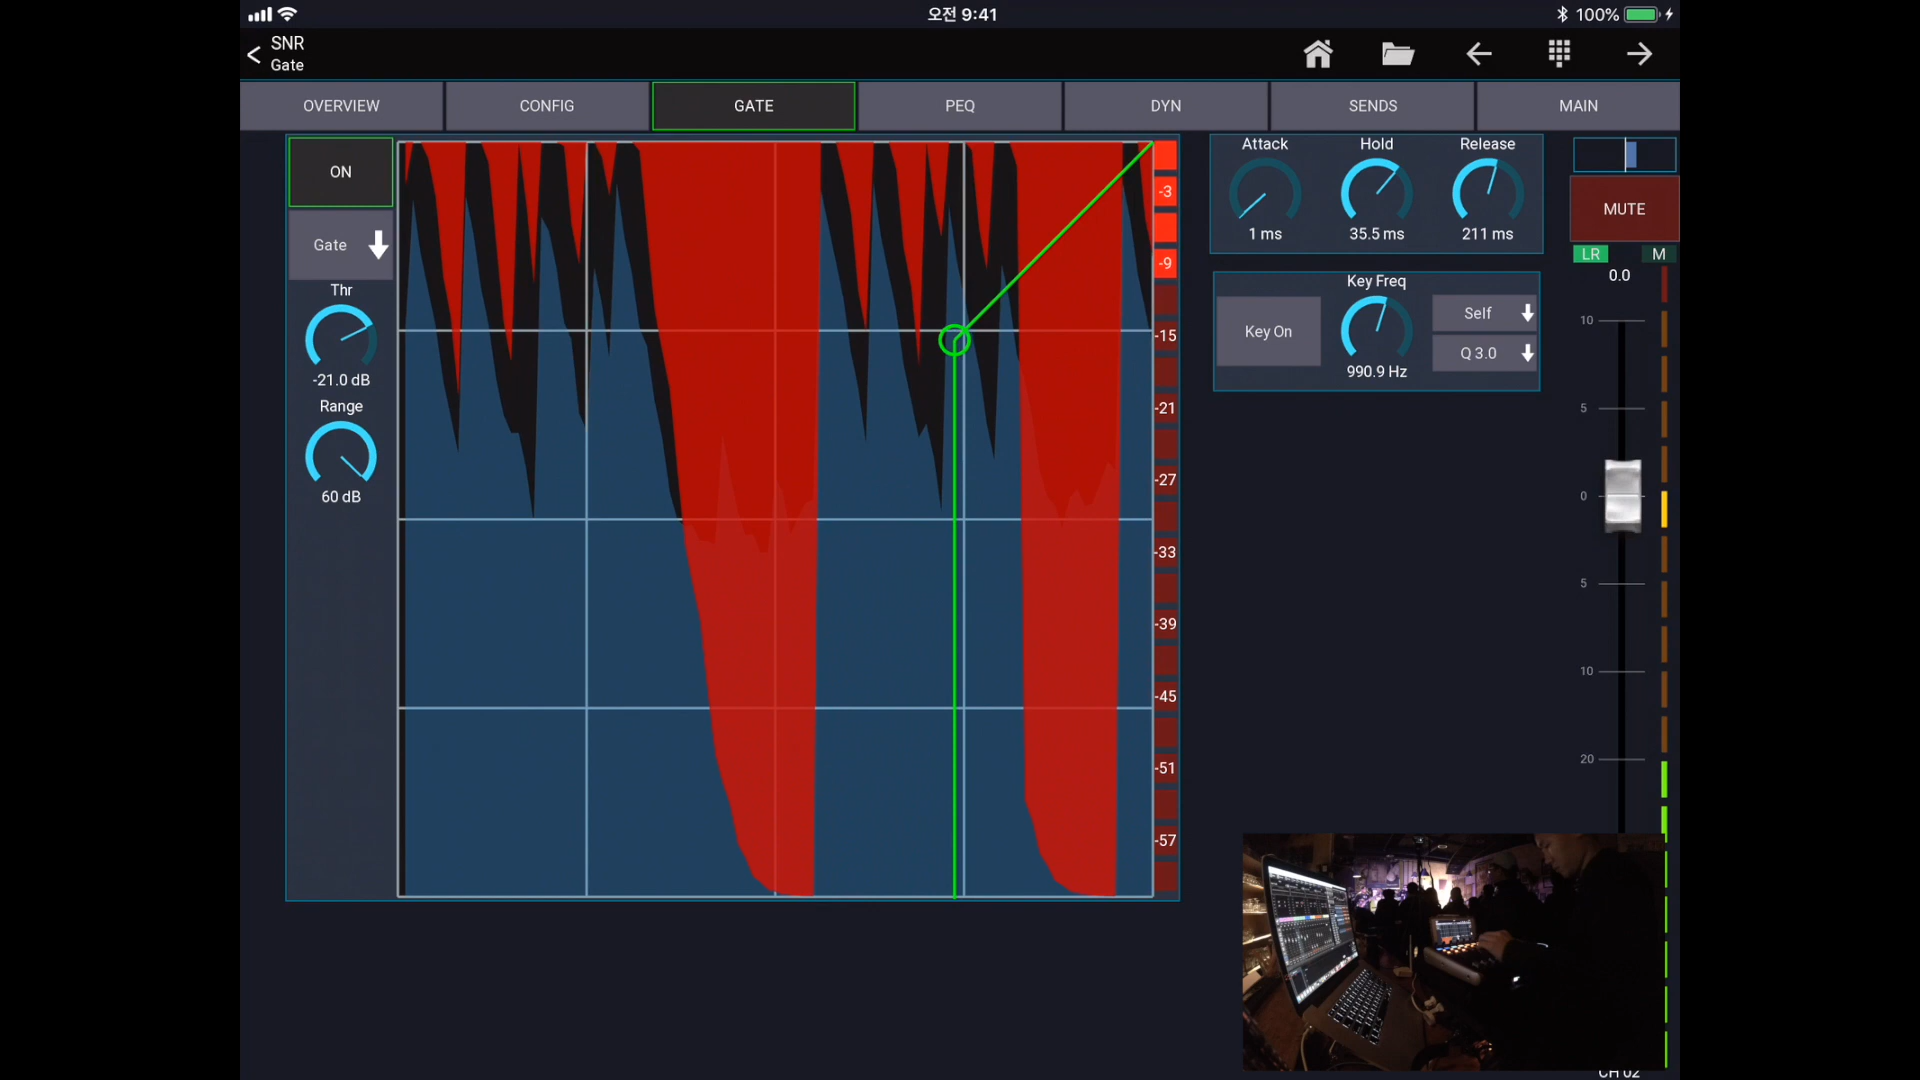 오전 9:41
100%
SNR
Gate
OVERVIEW
CONFIG
GATE
PEQ
DYN
SENDS
MAIN
ON
Gate
Thr
-21.0 dB
Range
60 dB
-3
-9
-15
-21
-27
-33
-39
-45
-51
-57
Attack
Hold
Release
1 ms
35.5 ms
211 ms
Key On
Key Freq
990.9 Hz
Self
Q 3.0
MUTE
LR
M
0.0
10
5
0
5
10
20
CH 02